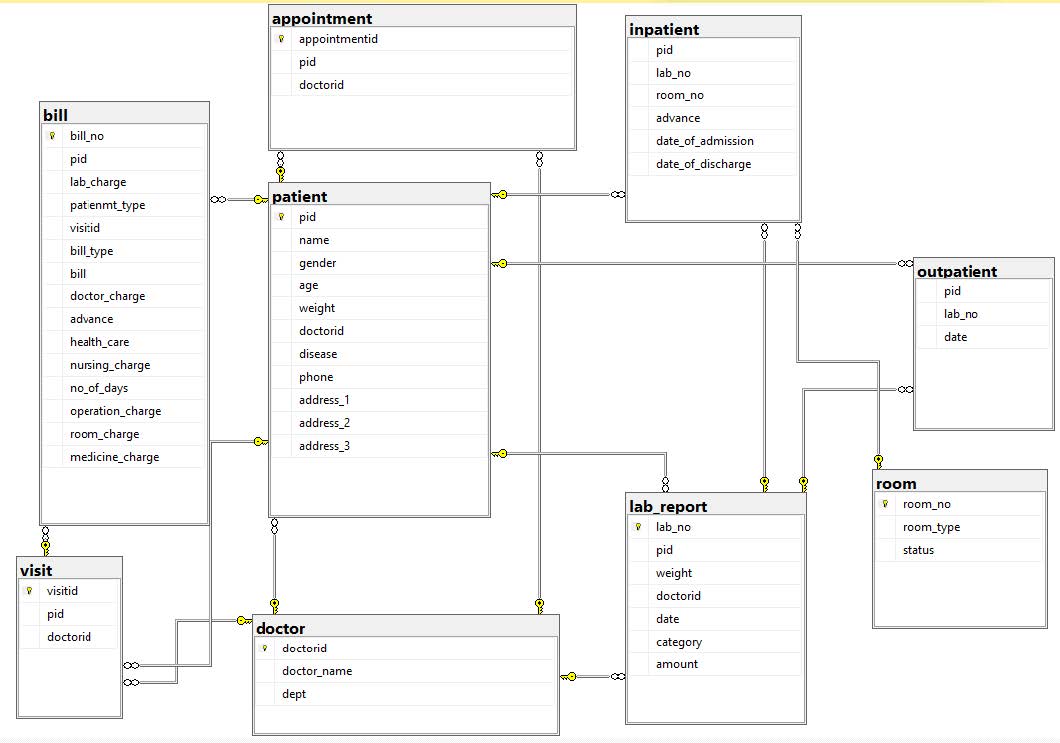 appointment
appointmentid
pid
doctorid
inpatient
pid
lab_no
room_no
advance
date_of_admission
date_of_discharge
bill
bill_no
pid
lab_charge
patienmt_type
visitid
bill_type
bill
doctor_charge
advance
health_care
nursing_charge
no_of_days
operation_charge
room_charge
medicine_charge
patient
pid
name
gender
age
weight
doctorid
disease
phone
address_1
address_2
address_3
outpatient
pid
lab_no
date
room
room_no
room_type
status
lab_report
lab_no
pid
weight
doctorid
date
category
amount
visit
visitid
pid
doctorid
doctor
doctorid
doctor_name
dept